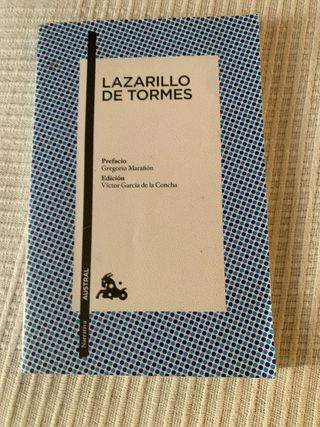 LAZARILLO
DE TORMES
Prefacio
Gregorio Marañón
Edición
Víctor García de la Concha
AUSTRAL